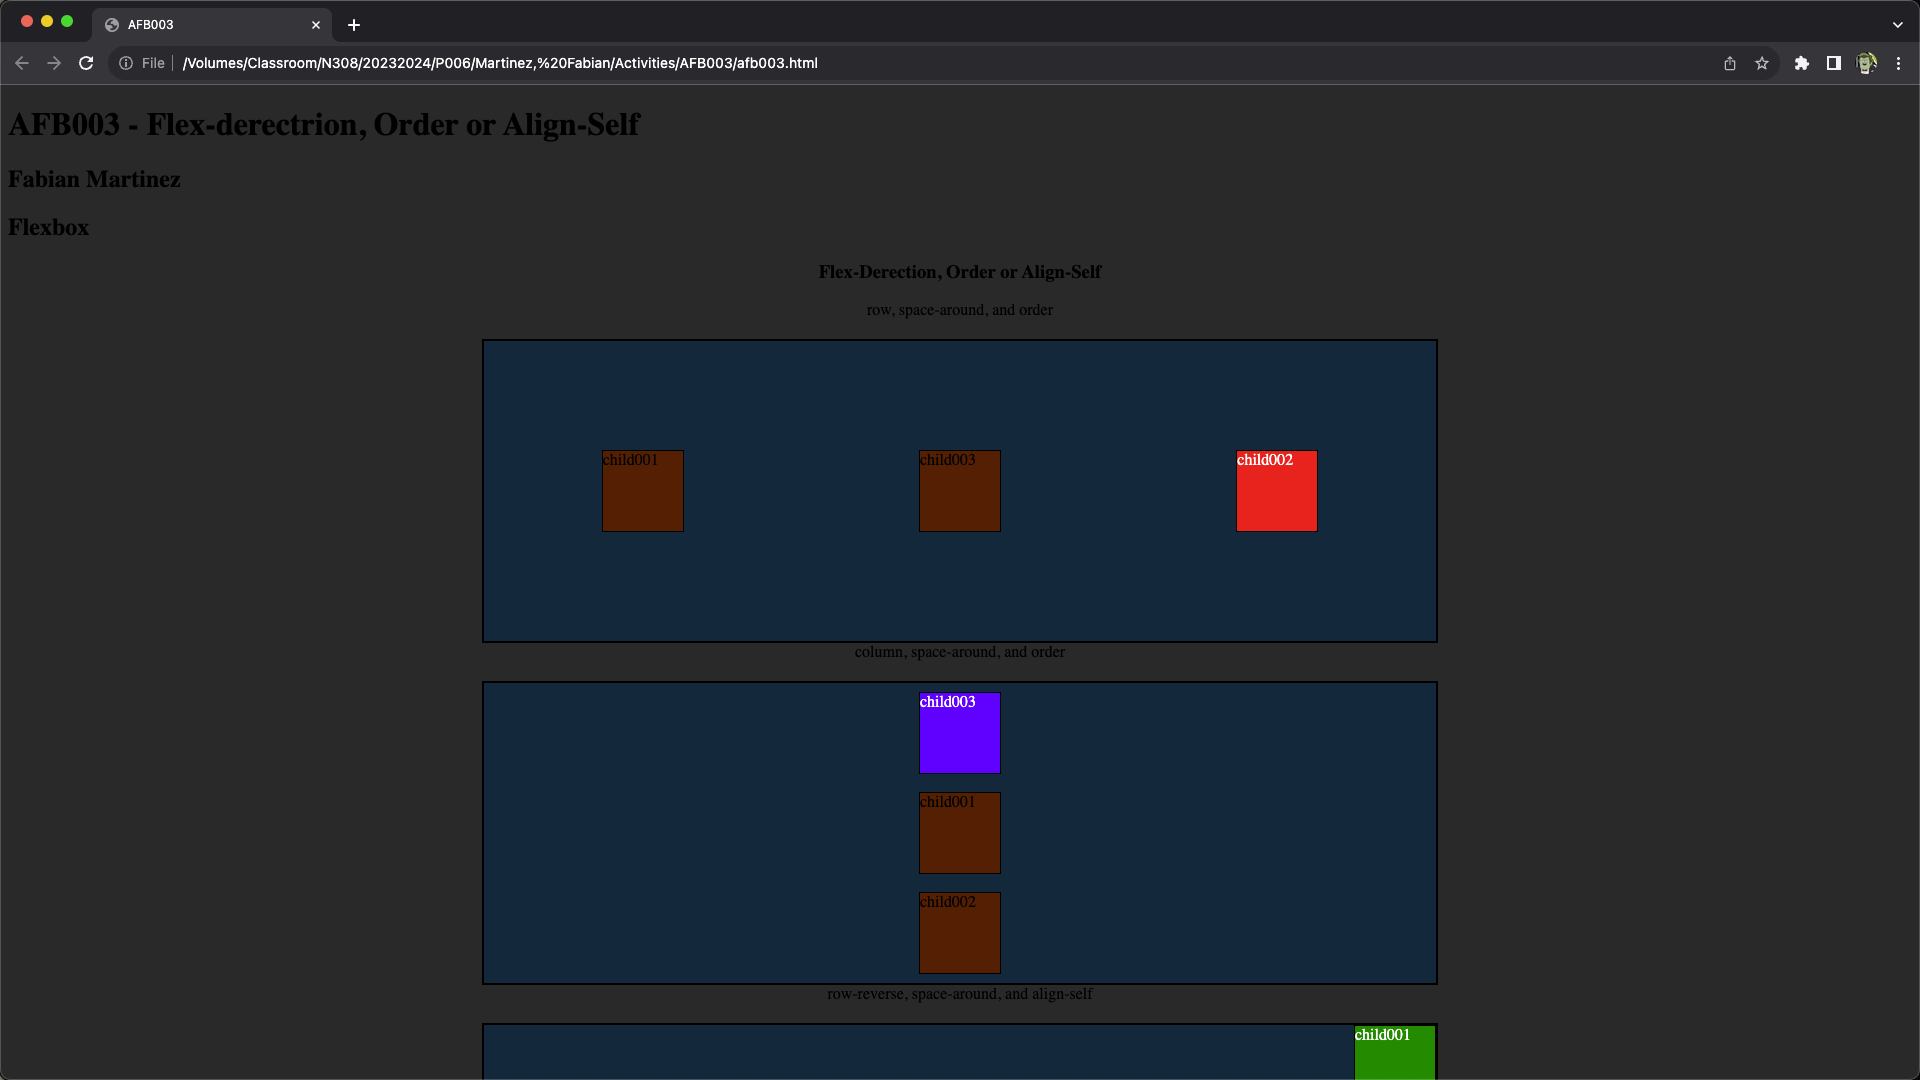 AFB003
File
/Volumes/Classroom/N308/20232024/P006/Martinez,%20Fabian/Activities/AFB003/afb003.html
AFB003 - Flex-derectrion, Order or Align-Self
Fabian Martinez
Flexbox
Flex-Derection, Order or Align-Self
row, space-around, and order
child001
child003
child002
column, space-around, and order
child003
child001
child002
row-reverse, space-around, and align-self
child001